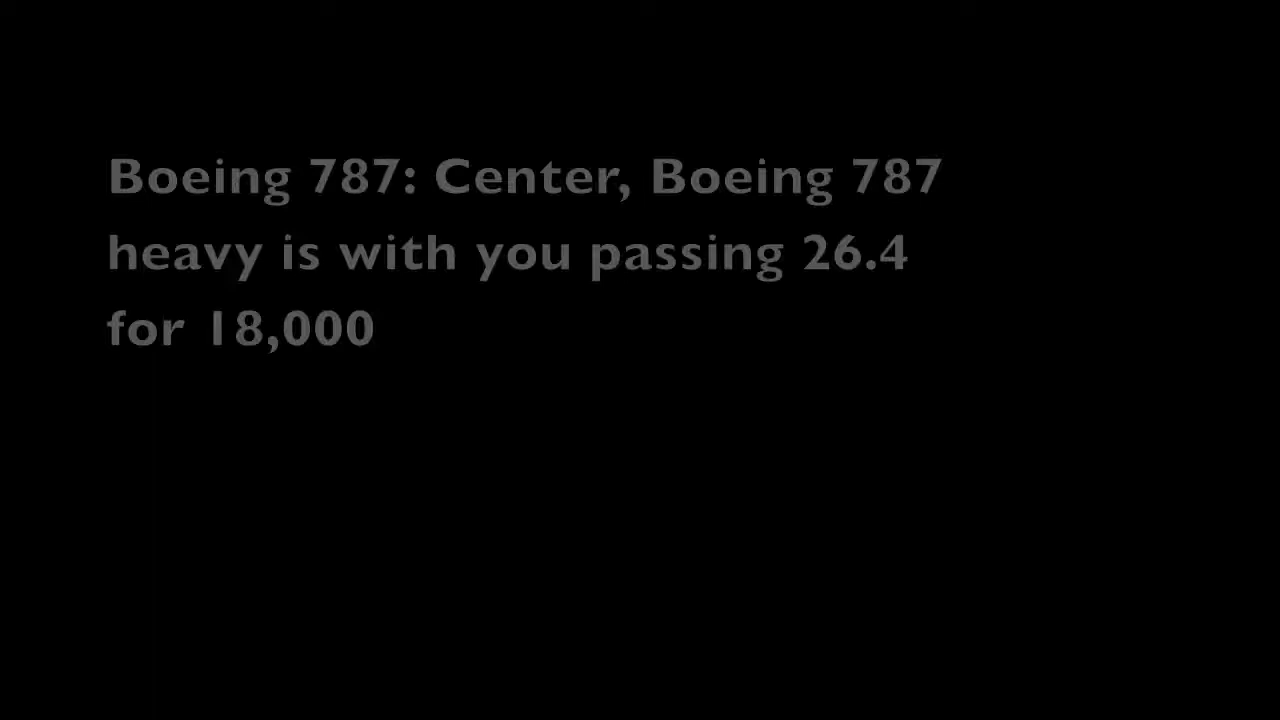 Boeing 787: Center, Boeing 787
heavy is with you passing 26.4
for 18,000